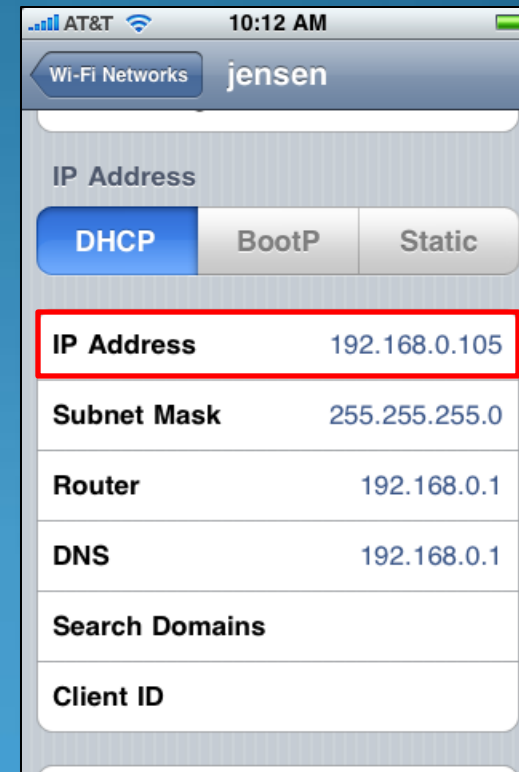 AT&T 10:12 AM
Wi-Fi Networks jensen
IP Address
DHCP BootP Static
IP Address 192.168.0.105
Subnet Mask 255.255.255.0
Router 192.168.0.1
DNS 192.168.0.1
Search Domains
Client ID